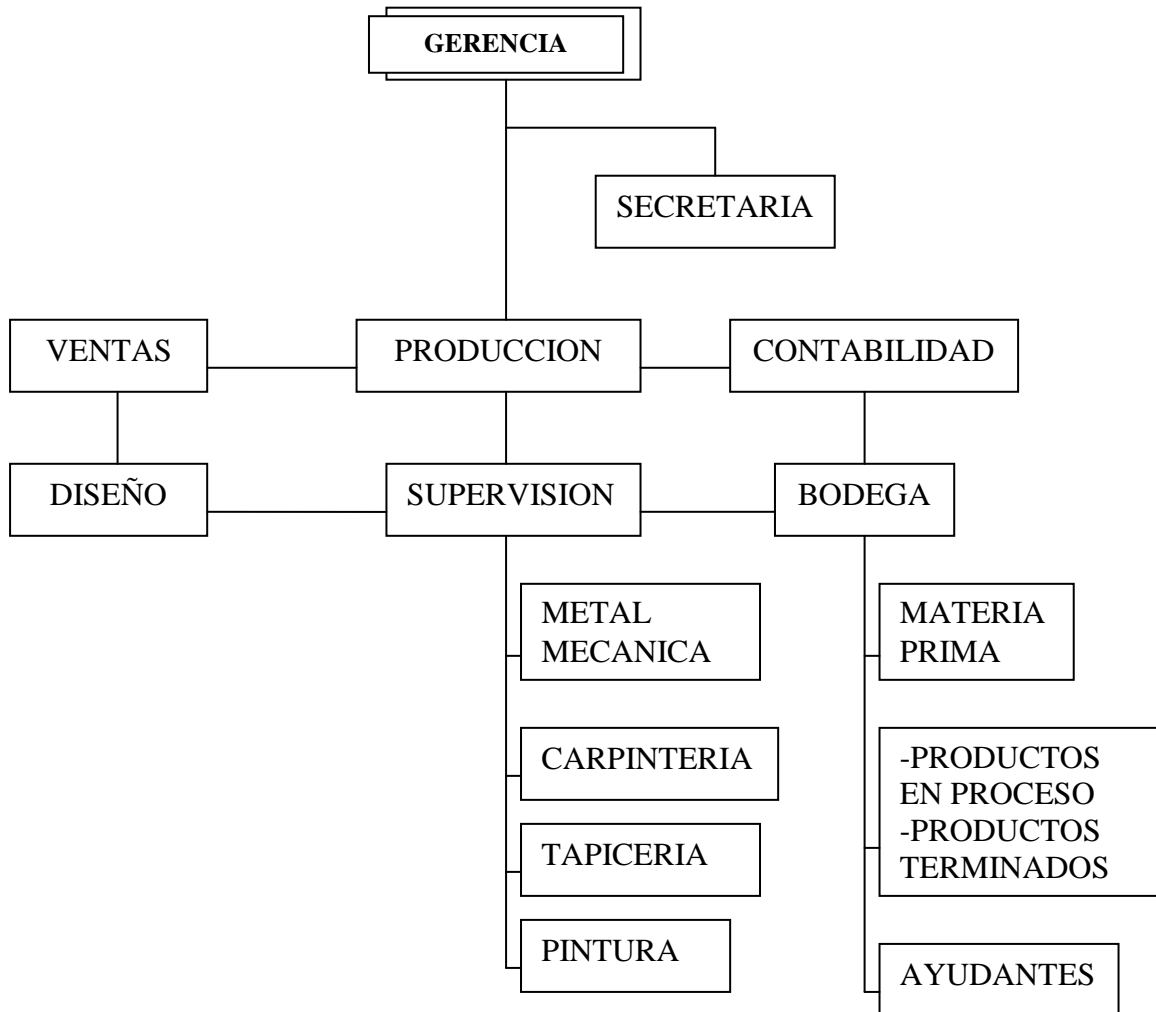 GERENCIA
SECRETARIA
VENTAS
PRODUCCION
CONTABILIDAD
DISEÑO
SUPERVISION
BODEGA
METAL
MECANICA
MATERIA
PRIMA
CARPINTERIA
-PRODUCTOS
EN PROCESO
-PRODUCTOS
TERMINADOS
TAPICERIA
PINTURA
AYUDANTES